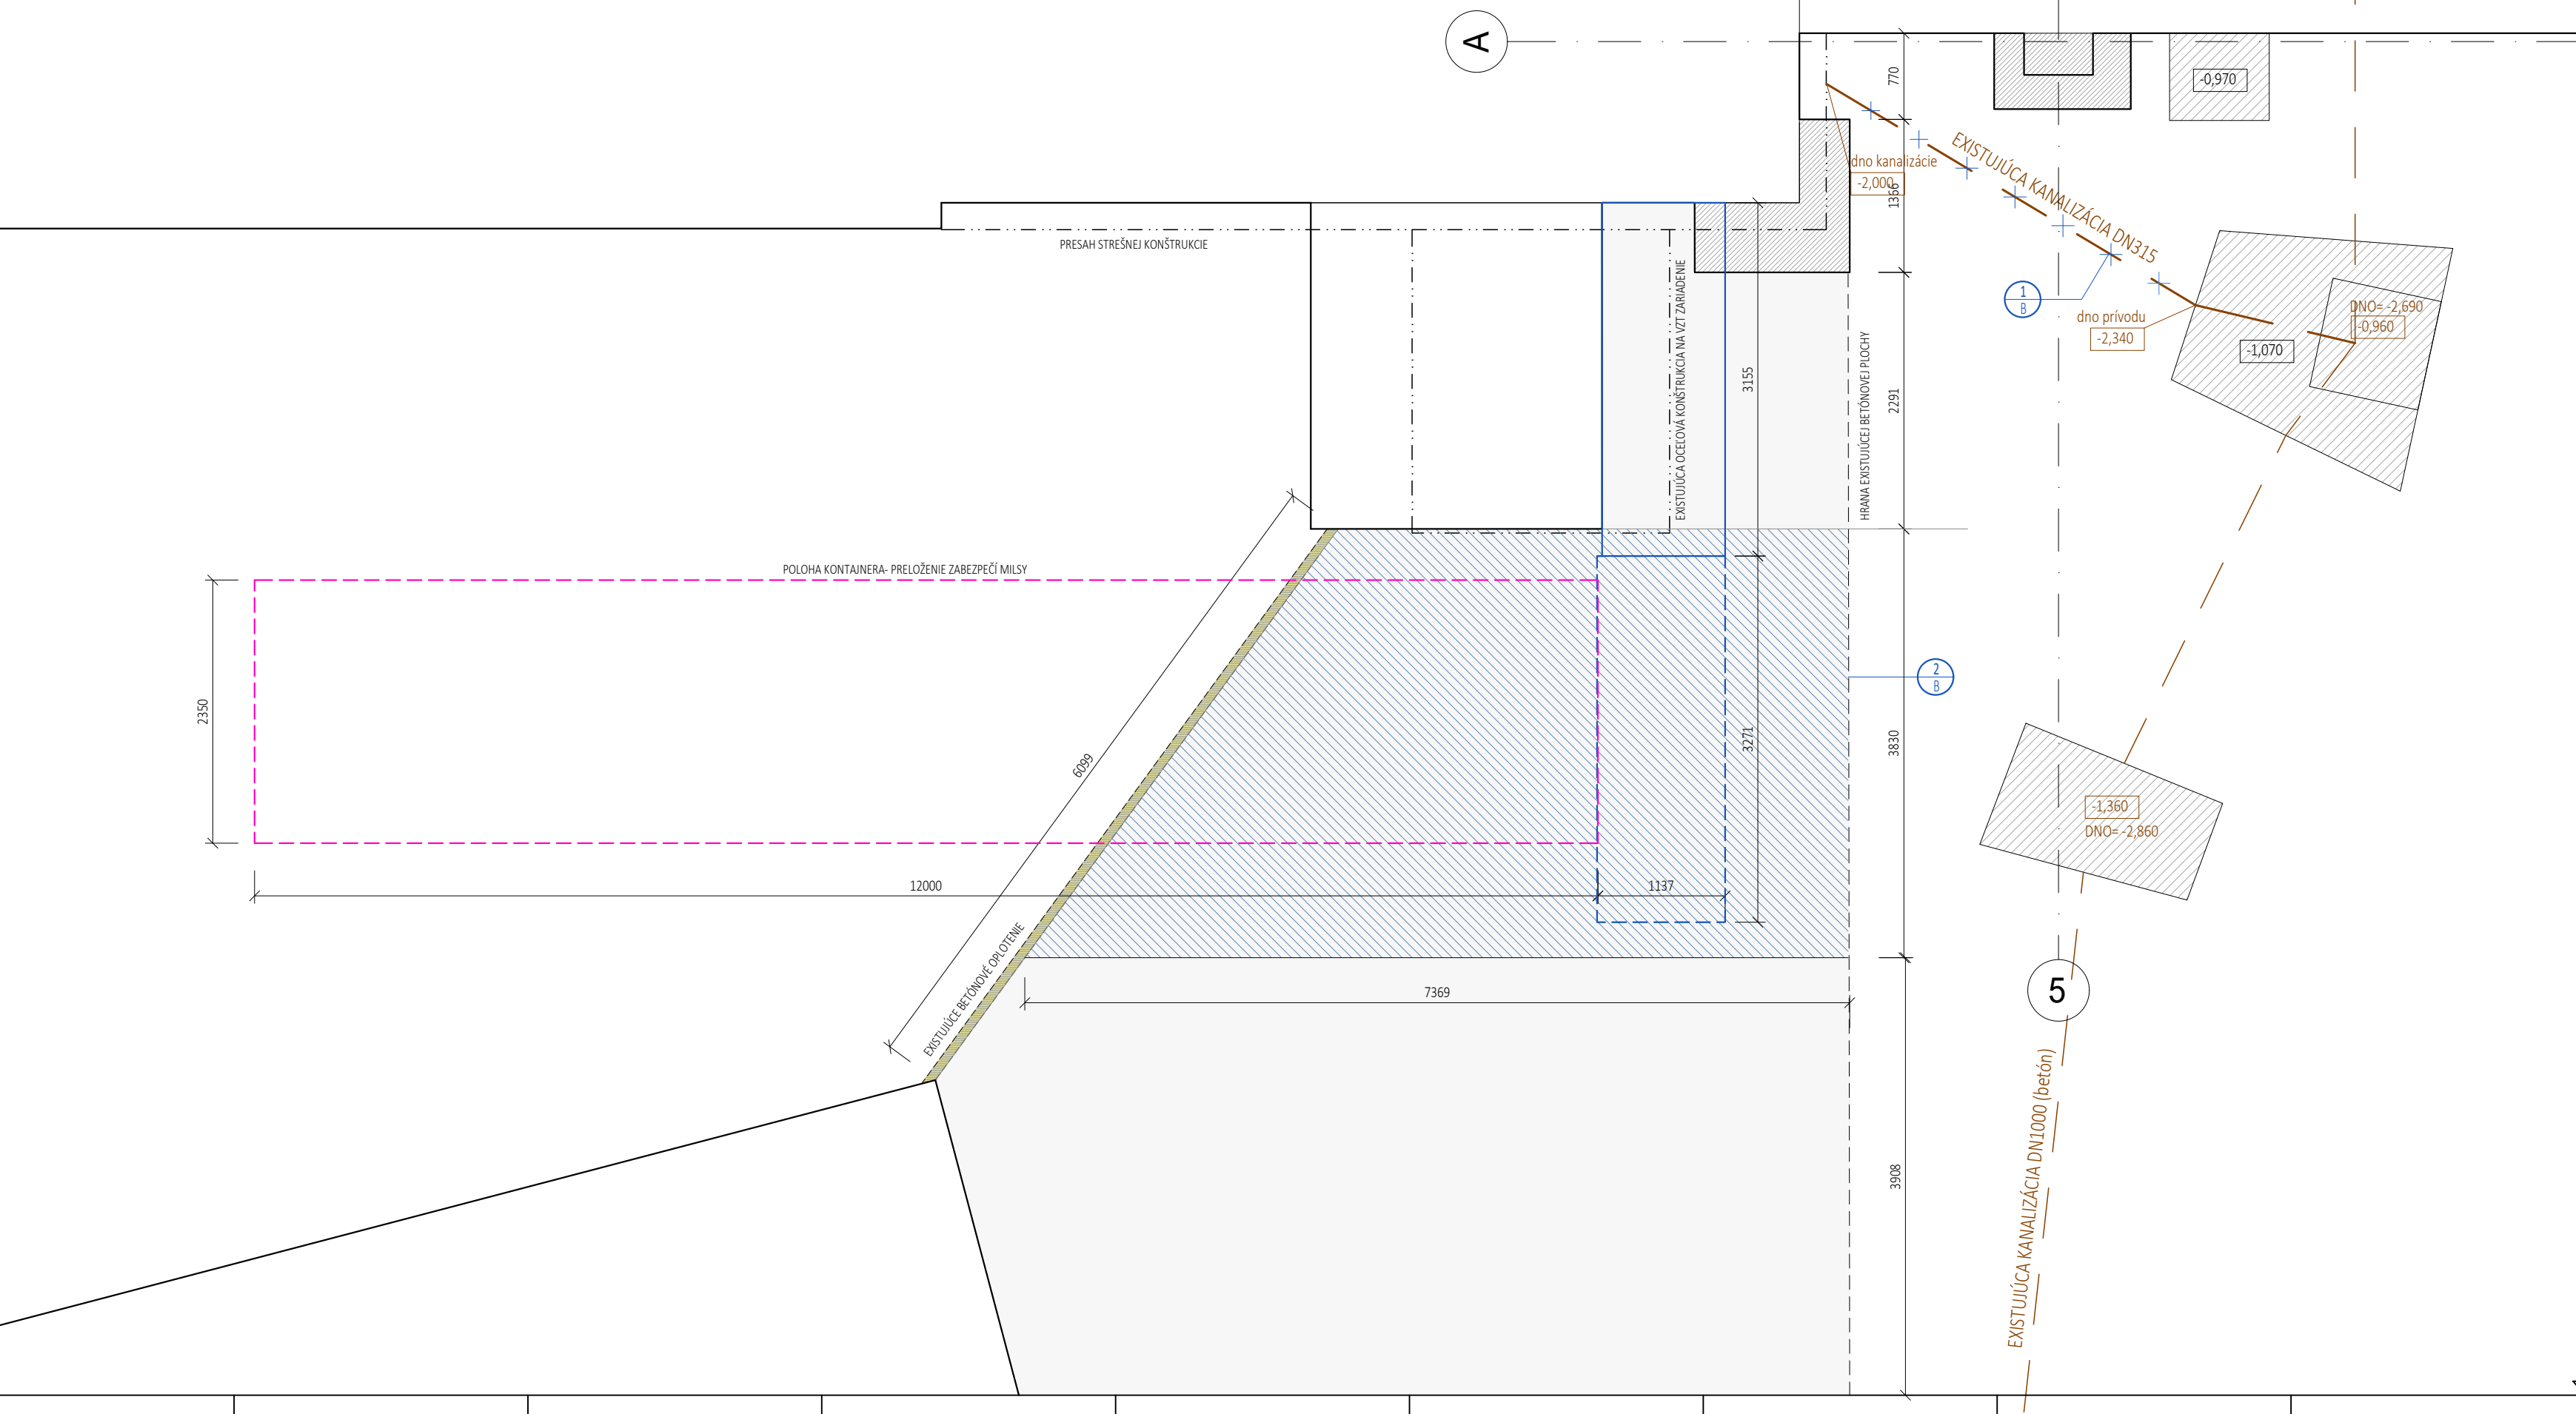 A
770
-0,970
EXISTUJÚCA KANALIZÁCIA DN315
dno kanalizácie
-2,000
1366
PRESAH STREŠNEJ KONŠTRUKCIE
EXISTUJÚCA OCEĽOVÁ KONŠTRUKCIA NA VZT ZARIADENIE
1
B
dno prívodu
-2,340
DNO= -2,690
-0,960
-1,070
HRANA EXISTUJÚCEJ BETÓNOVEJ PLOCHY
3155
2291
POLOHA KONTAJNERA- PRELOŽENIE ZABEZPEČÍ MILSY
2350
6099
2
B
3271
3830
-1,360
DNO= -2,860
12000
1137
EXISTUJÚCE BETÓNOVÉ OPLOTENIE
7369
5
EXISTUJÚCA KANALIZÁCIA DN1000 (betón)
3908